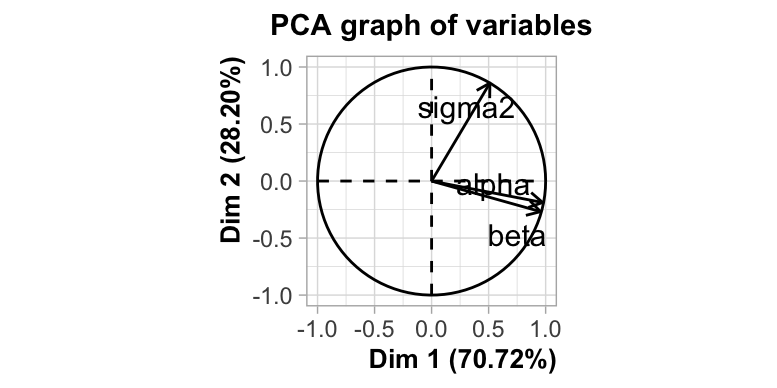 PCA graph of variables
Dim 2 (28.20%)
1.0
0.5
0.0
-0.5
-1.0
sigma2
alpha
beta
-1.0 -0.5 0.0 0.5 1.0
Dim 1 (70.72%)